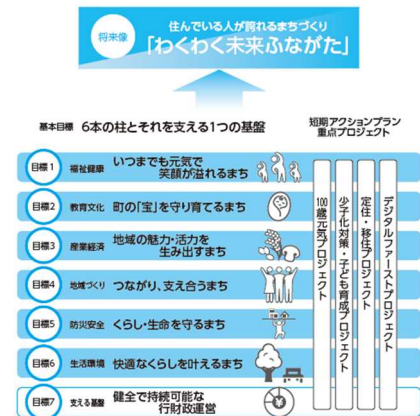 将来像
住んでいる人が誇れるまちづくり
「わくわく未来ふながた」
基本目標 6本の柱とそれを支える1つの基盤
短期アクションプラン
重点プロジェクト
目標1 福祉健康 いつまでも元気で
笑顔が溢れるまち
目標2 教育文化 町の「宝」を守り育てるまち
目標3 産業経済 地域の魅力・活力を
生み出すまち
目標4 地域づくり つながり、支え合うまち
目標5 防災安全 くらし・生命を守るまち
目標6 生活環境 快適なくらしを叶えるまち
目標7 支える基盤 健全で持続可能な
行財政運営
100歳元気プロジェクト
少子化対策・子ども育成プロジェクト
定住・移住プロジェクト
デジタルファーストプロジェクト